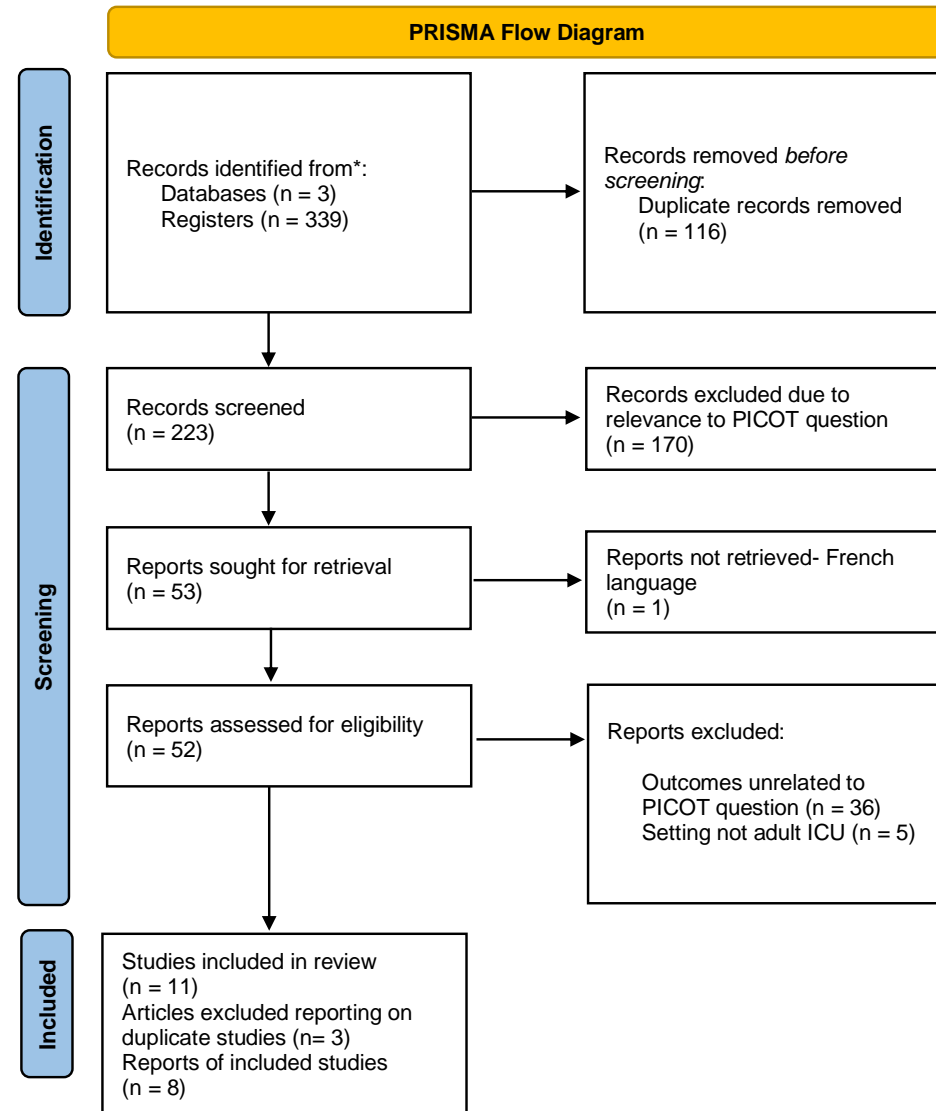 PRISMA Flow Diagram
Identification
Records identified from*:
Databases (n = 3)
Registers (n = 339)
Records removed before
screening:
Duplicate records removed
(n = 116)
Screening
Records screened
(n = 223)
Records excluded due to
relevance to PICOT question
(n = 170)
Reports sought for retrieval
(n = 53)
Reports not retrieved- French
language
(n = 1)
Reports assessed for eligibility
(n = 52)
Reports excluded:
Outcomes unrelated to
PICOT question (n = 36)
Setting not adult ICU (n = 5)
Included
Studies included in review
(n = 11)
Articles excluded reporting on
duplicate studies (n= 3)
Reports of included studies
(n = 8)